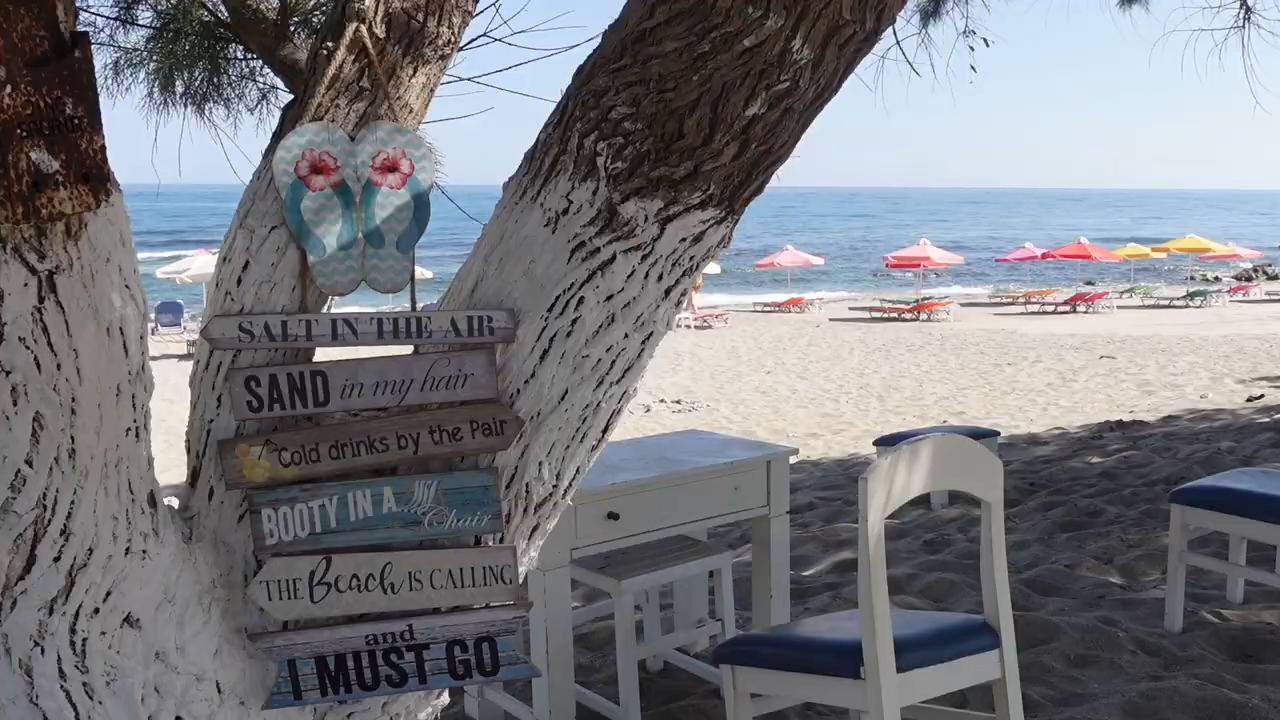 SALT IN THE AIR
SAND in my hair
Cold drinks by the Pair
BOOTY IN A
Chair
THE Beach IS CALLING
and
I MUST GO